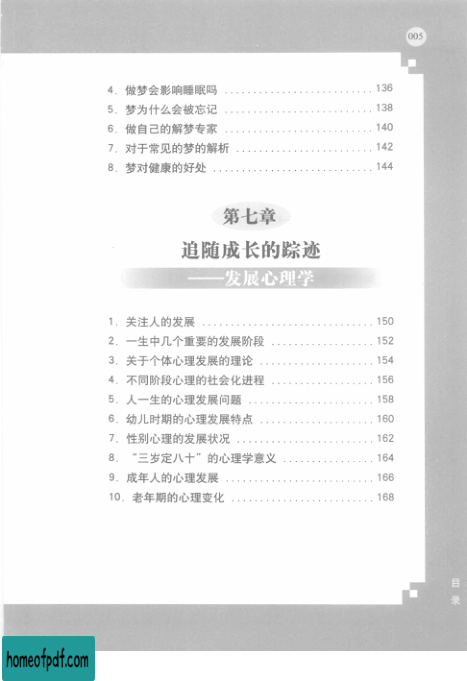 005
4. 做梦会影响睡眠吗 ........................ 136
5. 梦为什么会被忘记 ........................ 138
6. 做自己的解梦专家 ........................ 140
7. 对于常见的梦的解析 ...................... 142
8. 梦对健康的好处 .......................... 144
第七章
追随成长的踪迹
——发展心理学
1. 关注人的发展 ............................ 150
2. 一生中几个重要的发展阶段 ................ 152
3. 关于个体心理发展的理论 .................. 154
4. 不同阶段心理的社会化进程 ................ 156
5. 人一生的心理发展问题 .................... 158
6. 幼儿时期的心理发展特点 .................. 160
7. 性别心理的发展状况 ...................... 162
8. “三岁定八十”的心理学意义 ............... 164
9. 成年人的心理发展 ........................ 166
10. 老年期的心理变化 ....................... 168
目录
homeofpdf.com